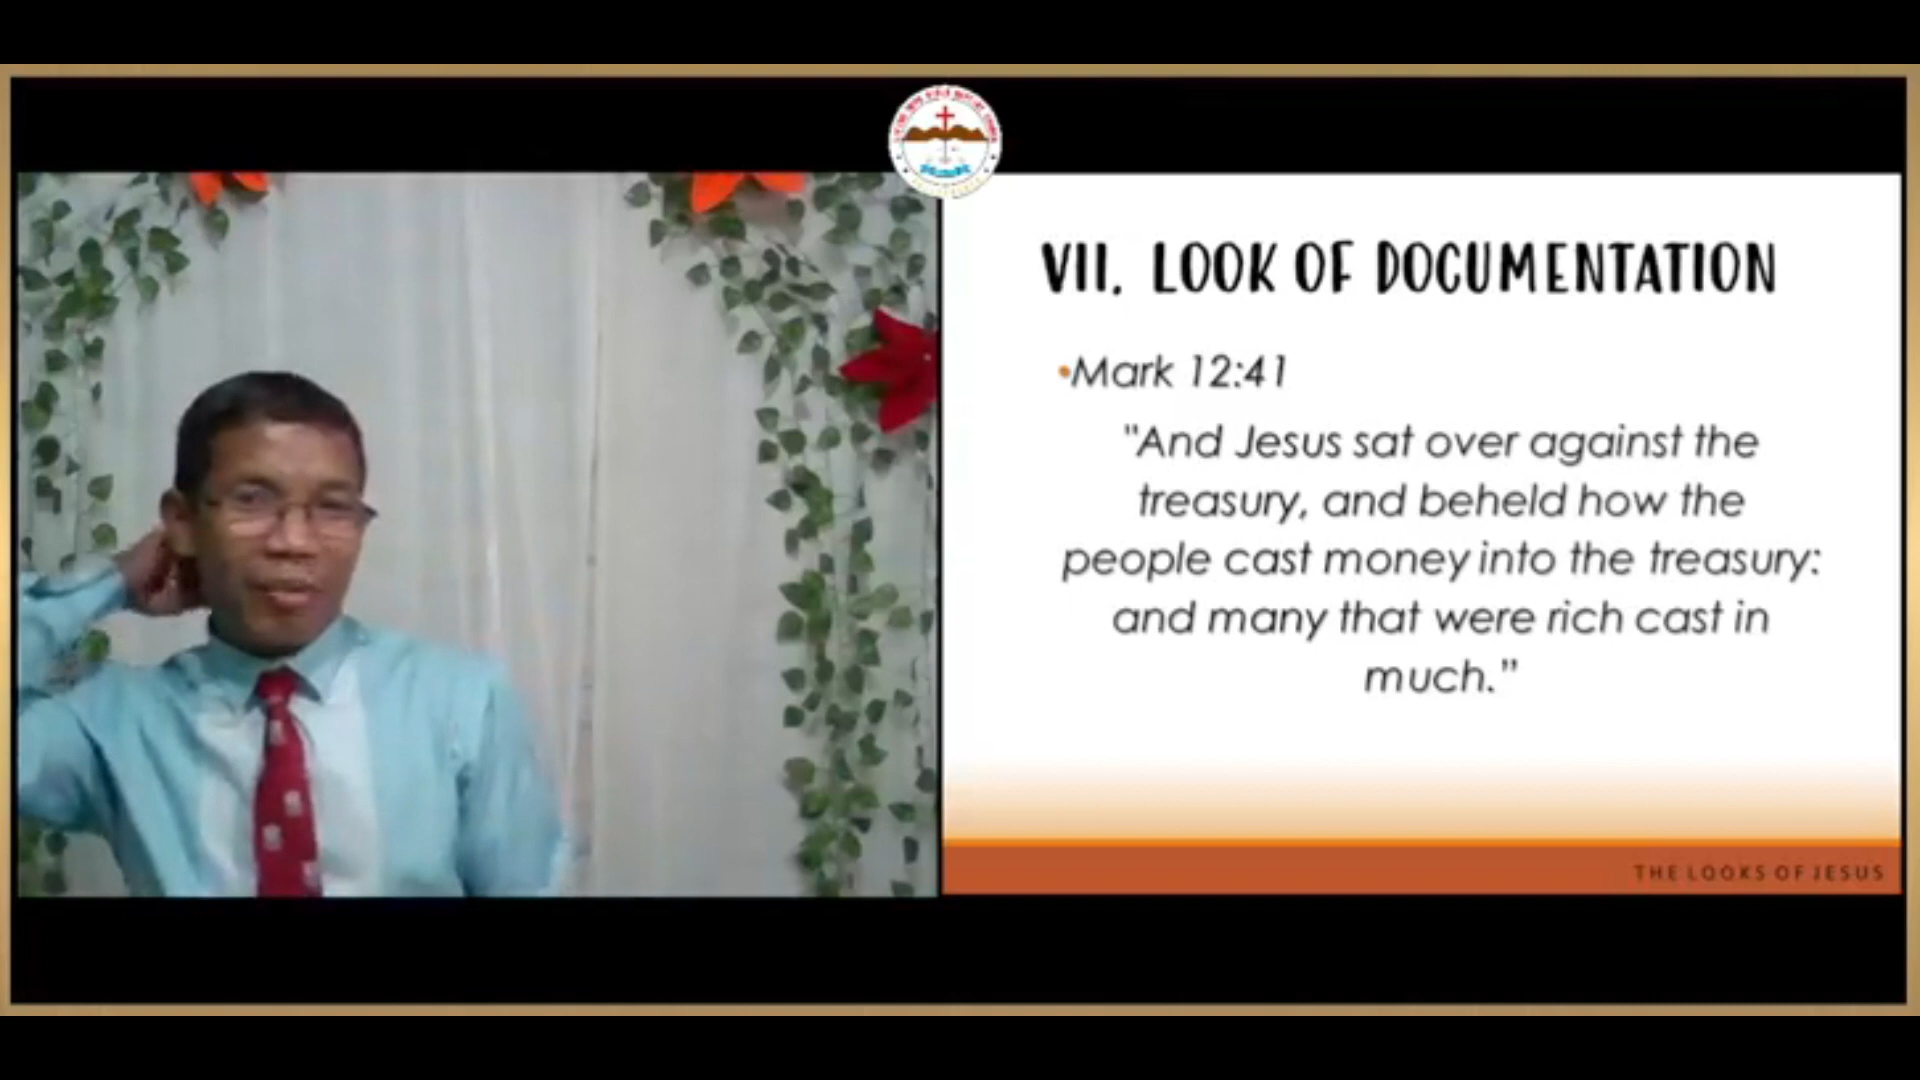 VII. LOOK OF DOCUMENTATION
•Mark 12:41
"And Jesus sat over against the
treasury, and beheld how the
people cast money into the treasury:
and many that were rich cast in
much.”
THE LOOKS OF JESUS